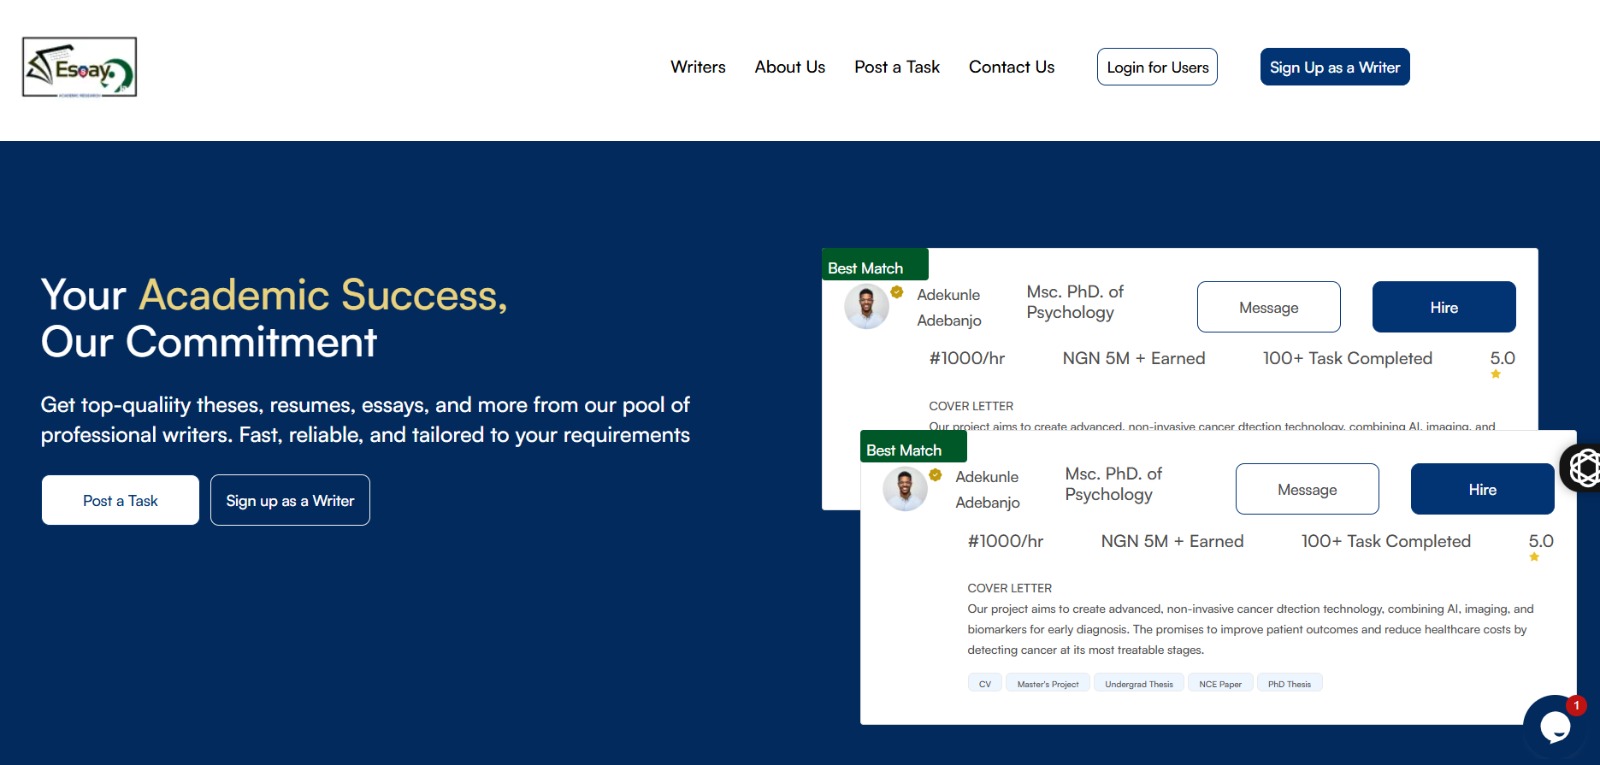 Esoay
Writers
About Us
Post a Task
Contact Us
Login for Users
Sign Up as a Writer
Your Academic Success,
Our Commitment
Get top-qualiity theses, resumes, essays, and more from our pool of
professional writers. Fast, reliable, and tailored to your requirements
Post a Task
Sign up as a Writer
Best Match
Adekunle
Adebanjo
Msc. PhD. of
Psychology
Message
Hire
#1000/hr
NGN 5M + Earned
100+ Task Completed
5.0
COVER LETTER
Our project aims to create advanced, non-invasive cancer dtection technology, combining AI, imaging, and
Best Match
Adekunle
Adebanjo
Msc. PhD. of
Psychology
Message
Hire
#1000/hr
NGN 5M + Earned
100+ Task Completed
5.0
COVER LETTER
Our project aims to create advanced, non-invasive cancer dtection technology, combining AI, imaging, and
biomarkers for early diagnosis. The promises to improve patient outcomes and reduce healthcare costs by
detecting cancer at its most treatable stages.
CV
Master's Project
Undergrad Thesis
NCE Paper
PhD Thesis
1